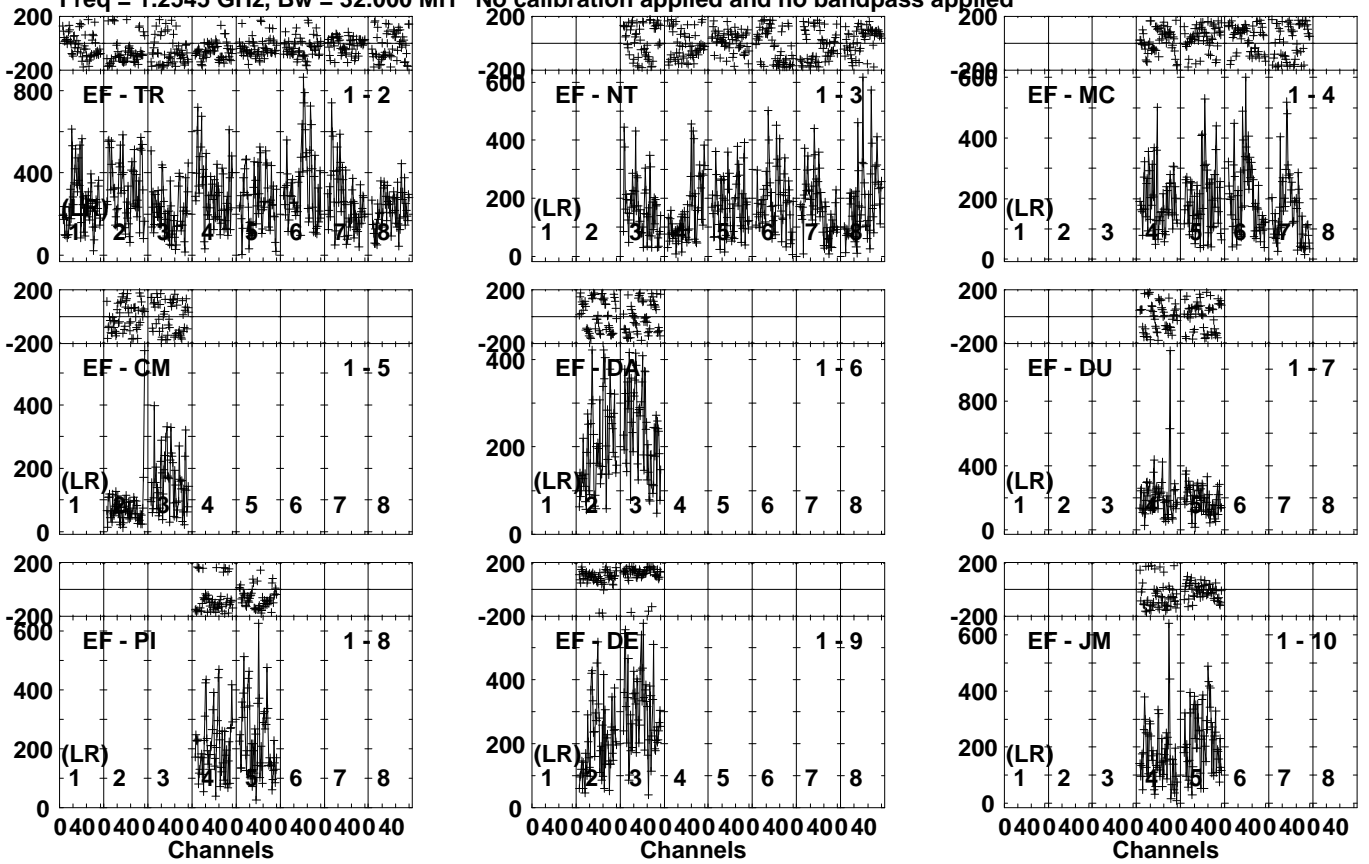 Freq = GHz, Bw = 32.000 MH No calibration applied and no bandpass applied
200 200 200
-200 -200 -200
800 600 600
EF - TR 1 - 2 EF - NT 1 - 3 EF - MC 1 - 4
400 400 400
200 200
(LR) (LR) (LR)
1 2 3 4 5 6 7 8 1 2 3 4 5 6 7 8 1 2 3 4 5 6 7 8
0 0 0
200 200 200
-200 -200 -200
EF - CM 1 - 5 EF - DA 1 - 6 EF - DU 1 - 7
400 400 800
200 200 400
(LR) (LR) (LR)
1 2 3 4 5 6 7 8 1 2 3 4 5 6 7 8 1 2 3 4 5 6 7 8
0 0 0
200 200 200
-200 -200 -200
600 600
EF - PI 1 - 8 EF - DE 1 - 9 EF - JM 1 - 10
400 400 400
200 200 200
(LR) (LR) (LR)
1 2 3 4 5 6 7 8 1 2 3 4 5 6 7 8 1 2 3 4 5 6 7 8
0 0 0
0 40 0 40 0 40 0 40 0 40 0 40 0 40 0 40 0 40 0 40 0 40 0 40 0 40 0 40 0 40 0 40 0 40 0 40 0 40 0 40 0 40 0 40 0 40 0 40
Channels Channels Channels